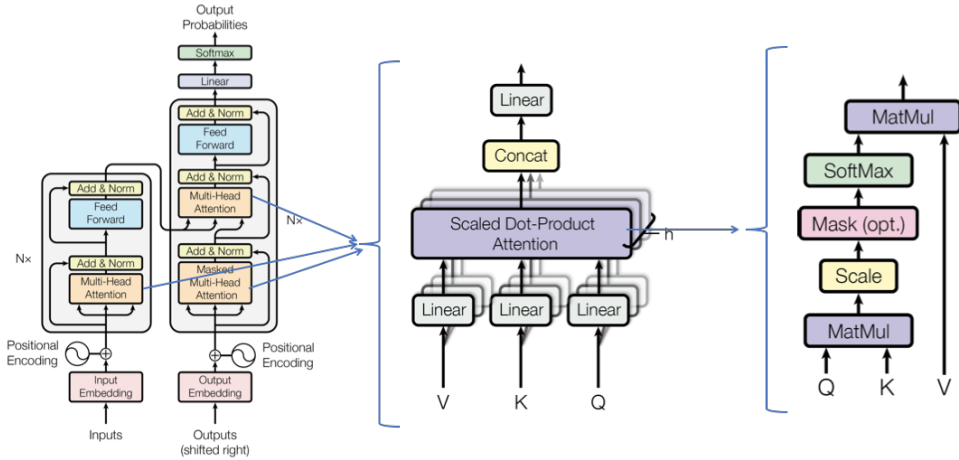 Output
Probabilities
Softmax
Linear
Add & Norm
Feed
Forward
Add & Norm
Multi-Head
Attention
Nx
Add & Norm
Masked
Multi-Head
Attention
Add & Norm
Feed
Forward
Nx
Add & Norm
Multi-Head
Attention
Positional
Encoding
Positional
Encoding
Input
Embedding
Output
Embedding
Inputs
Outputs
(shifted right)
Linear
Concat
Scaled Dot-Product
Attention
h
Linear
Linear
Linear
V
K
Q
MatMul
SoftMax
Mask (opt.)
Scale
MatMul
Q
K
V